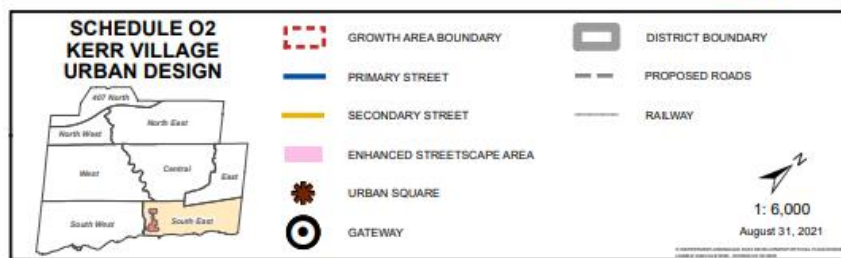 SCHEDULE O2
KERR VILLAGE
URBAN DESIGN
407 North
North West
North East
West
Central
East
South West
South East
GROWTH AREA BOUNDARY
PRIMARY STREET
SECONDARY STREET
ENHANCED STREETSCAPE AREA
URBAN SQUARE
GATEWAY
DISTRICT BOUNDARY
PROPOSED ROADS
RAILWAY
N
1: 6,000
August 31, 2021